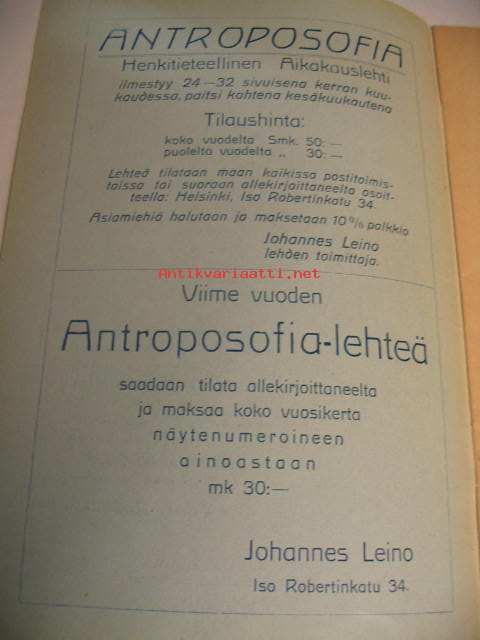 ANTROPOSOFIA
Henkitieteellinen Aikakauslehti
ilmestyy 24—32 sivuisena kerran kuu-
kaudessa, paitsi kahtena kesäkuukautena
Tilaushinta:
koko vuodelta Smk. 50:—
puolelta vuodelta „ 30:—
Lehteä tilataan maan kaikissa postitoimis-
taissa tai suoraan allekirjoittaneelta osoit-
teella: Helsinki, Iso Robertinkatu 34.
Asiamiehiä halutaan ja maksetaan 10% palkkio
Johannes Leino
lehden toimittaja.
Antikvariaatti.net
Viime vuoden
Antroposofia-lehteä
saadaan tilata allekirjoittaneelta
ja maksaa koko vuosikerta
näytenumeroineen
ainoastaan
mk 30:—
Johannes Leino
Iso Robertinkatu 34.